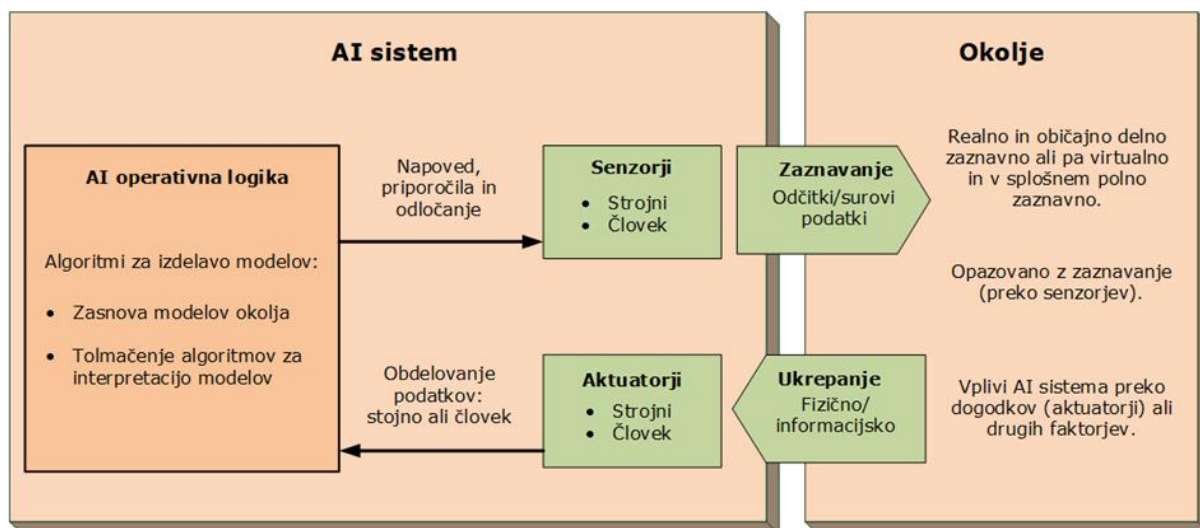 AI sistem
AI operativna logika
Algoritmi za izdelavo modelov:
• Zasnova modelov okolja
• Tolmačenje algoritmov za
interpretacijo modelov
Napoved,
priporočila in
odločanje
Obdelovanje
podatkov:
stojno ali človek
Senzorji
• Strojni
• Človek
Aktuatorji
• Strojni
• Človek
Zaznavanje
Odčitki/surovi
podatki
Ukrepanje
Fizično/
informacijsko
Okolje
Realno in običajno delno
zaznavno ali pa virtualno
in v splošnem polno
zaznavno.
Opazovano z zaznavanje
(preko senzorjev).
Vplivi AI sistema preko
dogodkov (aktuatorji) ali
drugih faktorjev.